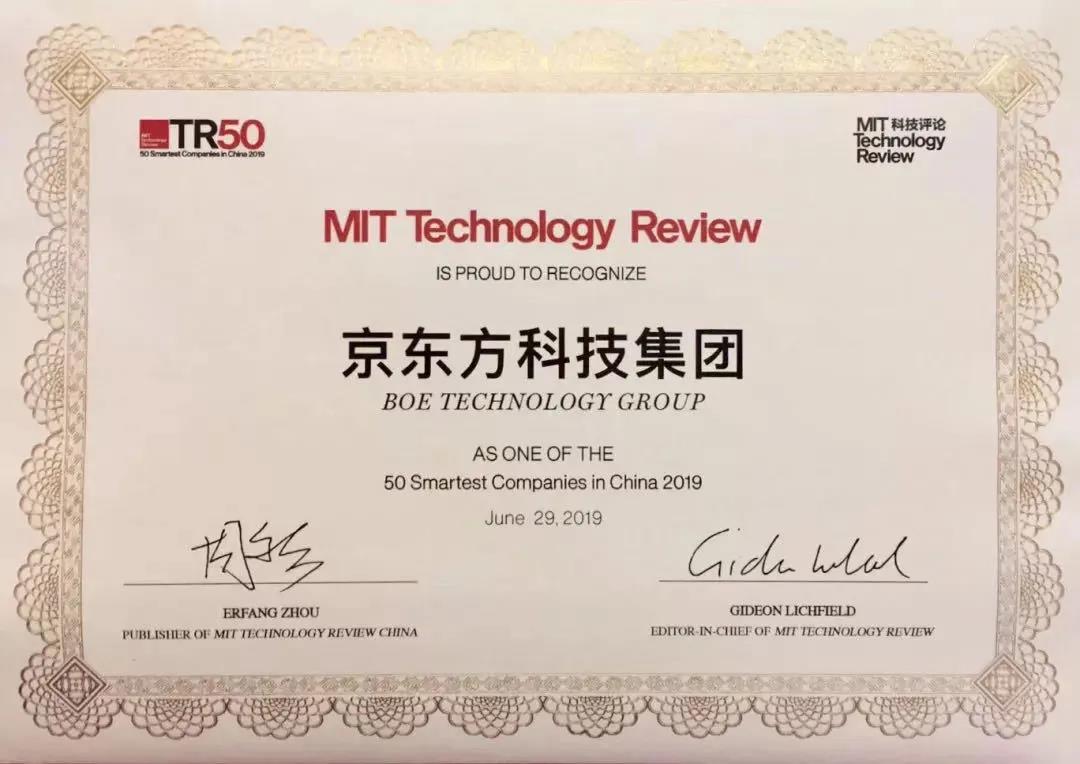 MIT Technology Review TR50
50 Smartest Companies in China 2019
MIT 科技评论
Technology
Review
MIT Technology Review
IS PROUD TO RECOGNIZE
京东方科技集团
BOE TECHNOLOGY GROUP
AS ONE OF THE
50 Smartest Companies in China 2019
June 29, 2019
ERFANG ZHOU
PUBLISHER OF MIT TECHNOLOGY REVIEW CHINA
GIDEON LICHFIELD
EDITOR-IN-CHIEF OF MIT TECHNOLOGY REVIEW